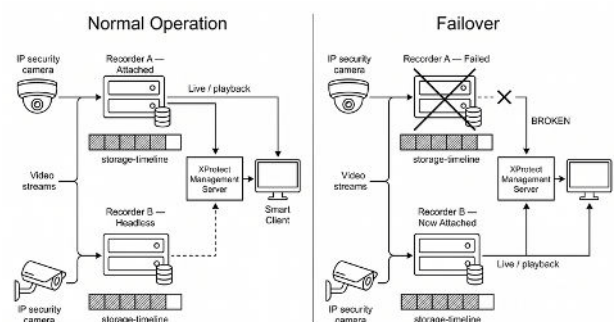 Normal Operation
IP security
camera
Recorder A —
Attached
Live / playback
storage-timeline
Video
streams
XProtect
Management
Server
Smart
Client
Recorder B —
Headless
IP security
camera
storage-timeline
Failover
IP security
camera
Recorder A — Failed
BROKEN
storage-timeline
Video
streams
XProtect
Management
Server
Recorder B —
Now Attached
Live / playback
IP security
camera
storage-timeline